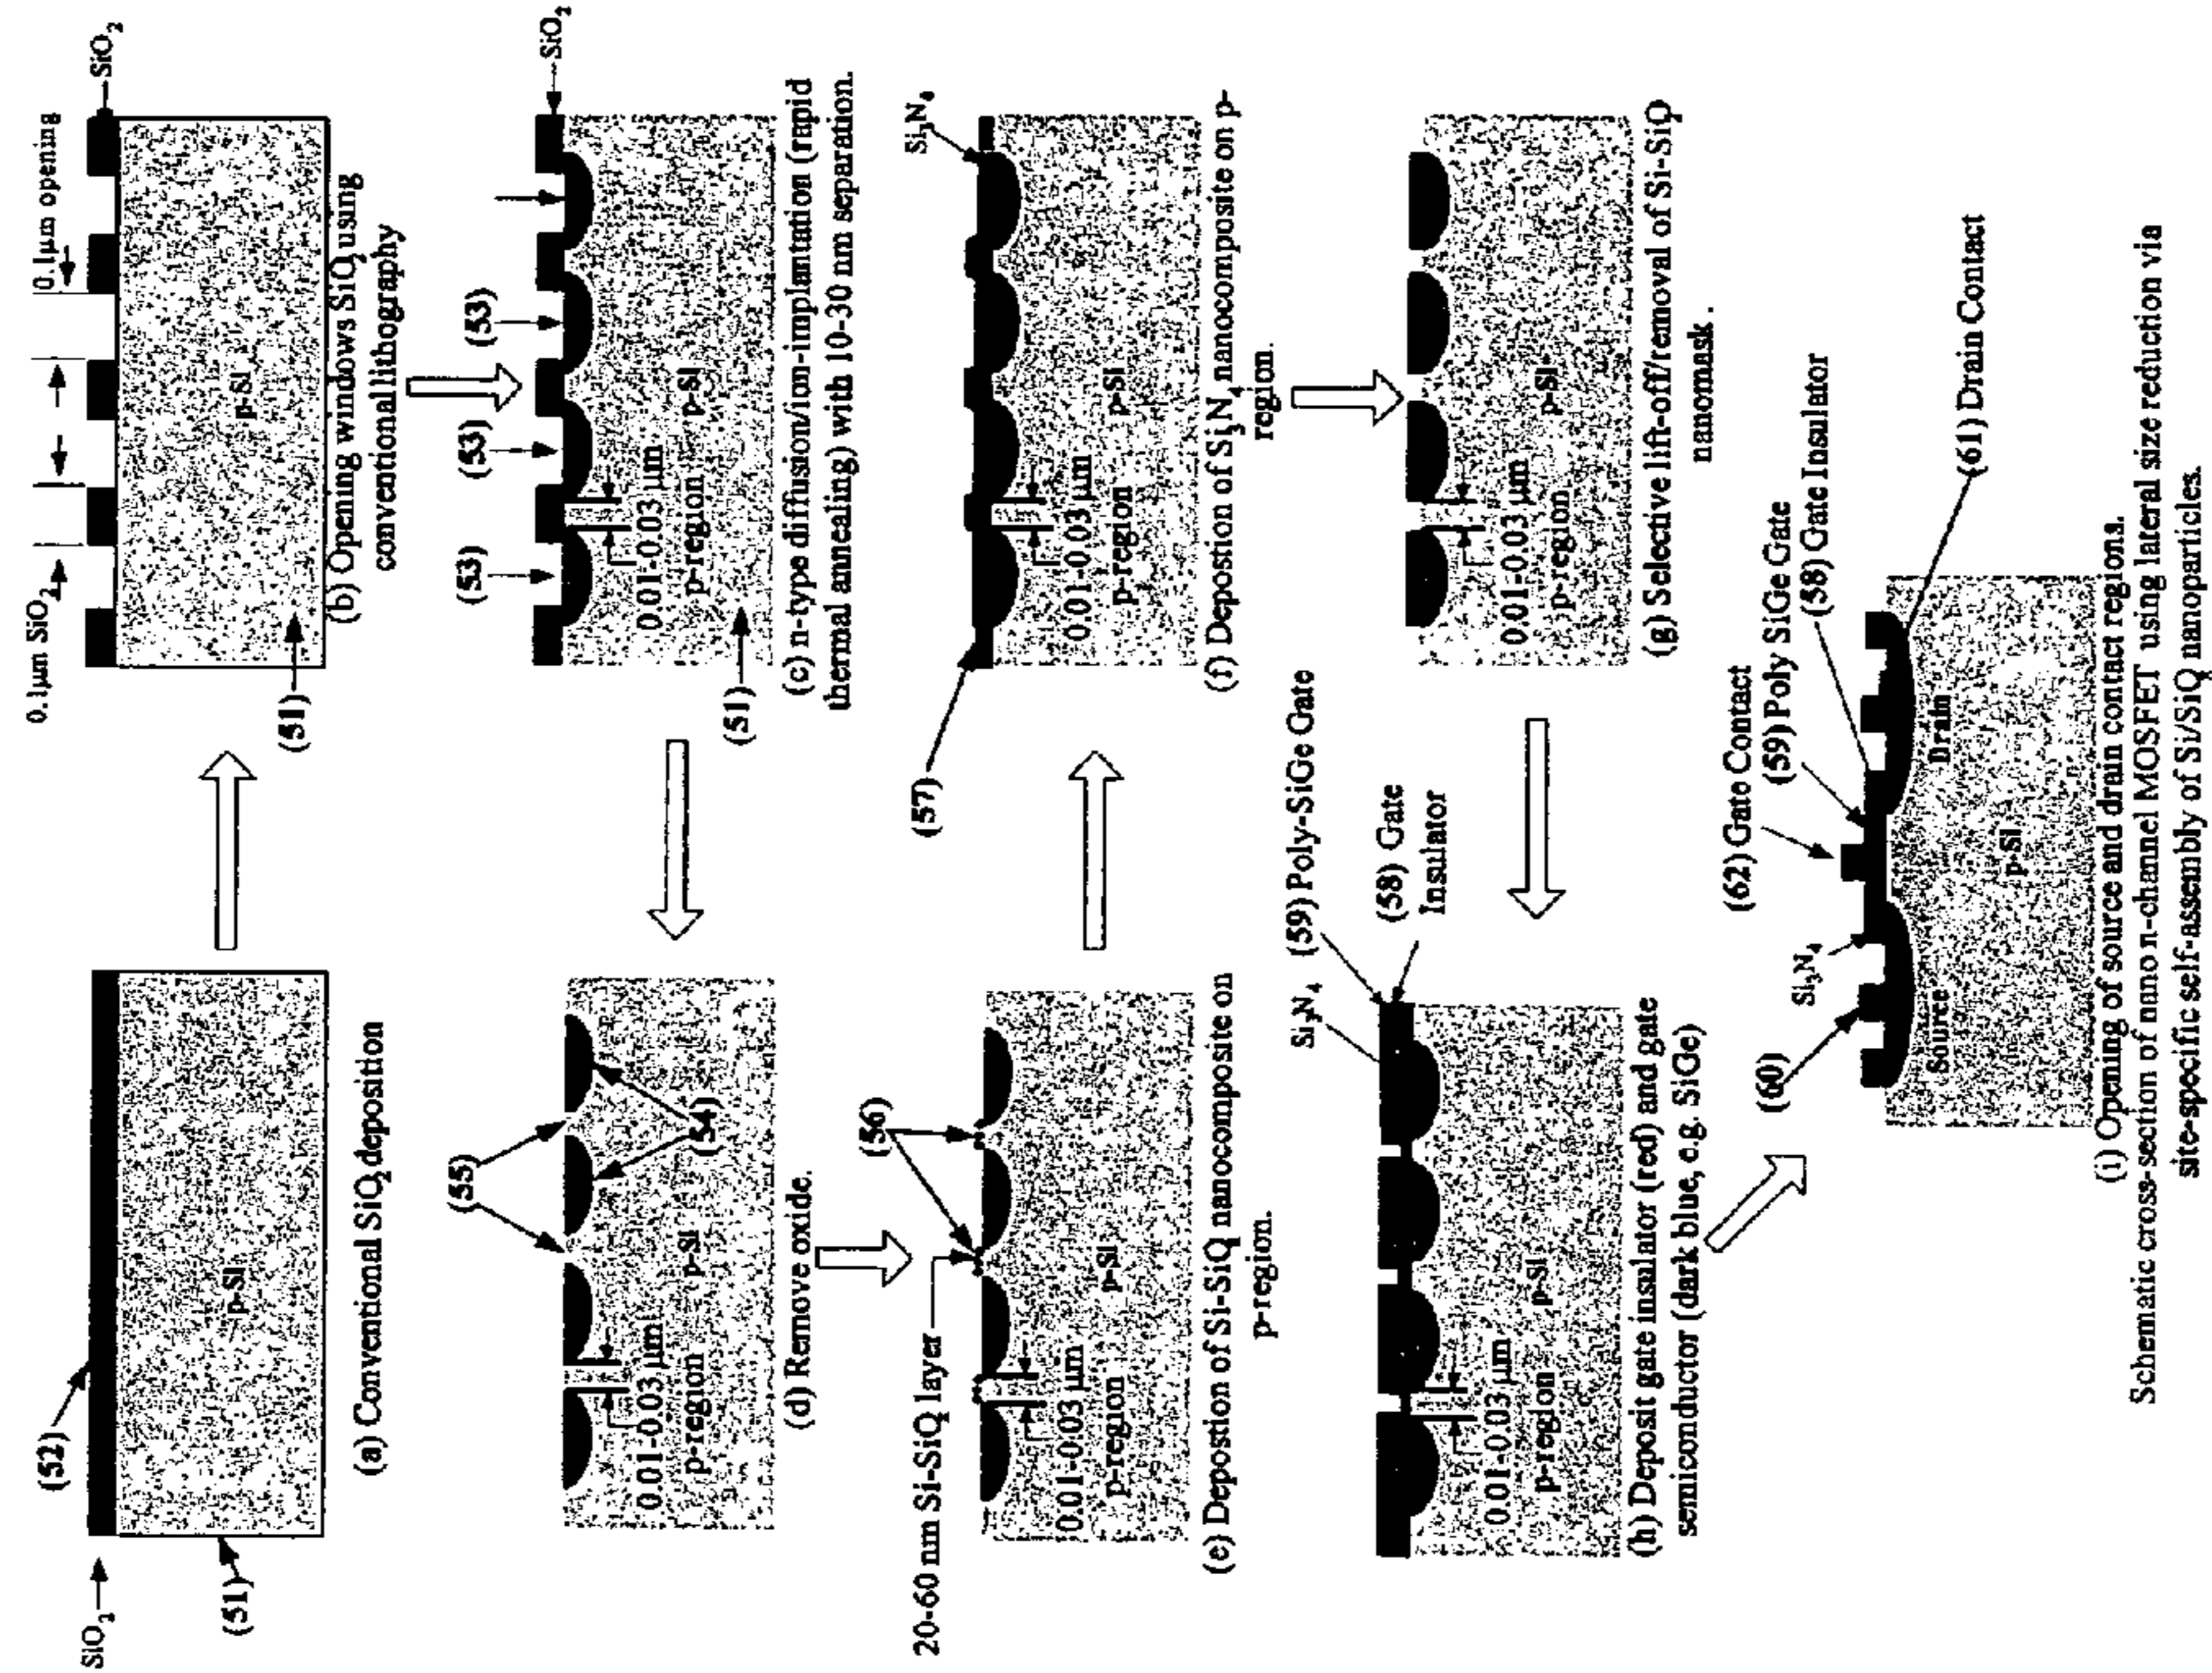 SiO2
(52)
p-Si
(51)
(a) Conventional SiO2 deposition
0.1µm SiO2
0.1µm opening
SiO2
p-Si
(51)
(b) Opening windows SiO2 using
conventional lithography
(53)
(53)
(53)
SiO2
0.01-0.03 µm
p-region
p-Si
(51)
(c) n-type diffusion/ion-implantation (rapid
thermal annealing) with 10-30 nm separation.
(55)
0.01-0.03 µm
p-region
p-Si
(54)
(d) Remove oxide.
20-60 nm Si-SiO2 layer
(56)
0.01-0.03 µm
p-region
p-Si
(e) Depostion of Si-SiO2 nanocomposite on
p-region.
(57)
Si3N4
0.01-0.03 µm
p-region
p-Si
(f) Depostion of Si3N4 nanocomposite on p-
region.
0.01-0.03 µm
p-region
p-Si
(g) Selective lift-off/removal of Si-SiO2
nanomask .
Si3N4
(59) Poly-SiGe Gate
(58) Gate
Insulator
0.01-0.03 µm
p-region
p-Si
(h) Deposit gate insulator (red) and gate
semiconductor (dark blue, e.g. SiGe)
(60)
Si3N4
(62) Gate Contact
(59) Poly SiGe Gate
(58) Gate Insulator
(61) Drain Contact
Source
Drain
p-Si
(i) Opening of source and drain contact regions.
Schematic cross-section of nano n-channel MOSFET using lateral size reduction via
site-specific self-assembly of Si/SiO2 nanoparticles.